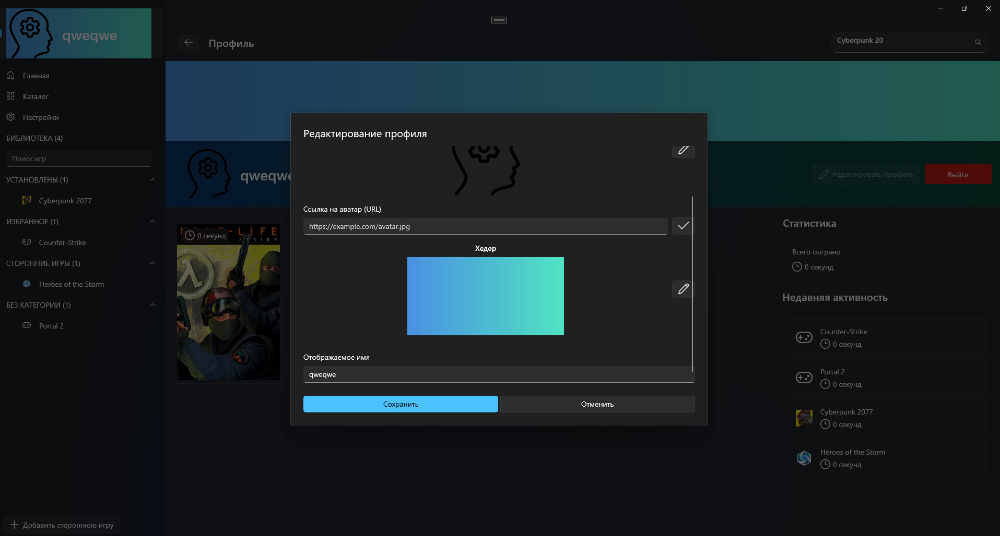 qweqwe
Главная
Каталог
Настройки
БИБЛИОТЕКА (4)
Поиск игр
УСТАНОВЛЕНЫ (1)
Cyberpunk 2077
ИЗБРАННОЕ (1)
Counter-Strike
СТОРОННИЕ ИГРЫ (1)
Heroes of the Storm
БЕЗ КАТЕГОРИИ (1)
Portal 2
Добавить стороннюю игру
Профиль
Cyberpunk 20
qweqwe
Редактировать профиль
Выйти
HALF-LIFE
0 секунд
STRIKE
Редактирование профиля
Ссылка на аватар (URL)
https://example.com/avatar.jpg
Хедер
Отображаемое имя
qweqwe
Сохранить
Отменить
Статистика
Всего сыграно
0 секунд
Недавняя активность
Counter-Strike
0 секунд
Portal 2
0 секунд
Cyberpunk 2077
0 секунд
Heroes of the Storm
0 секунд